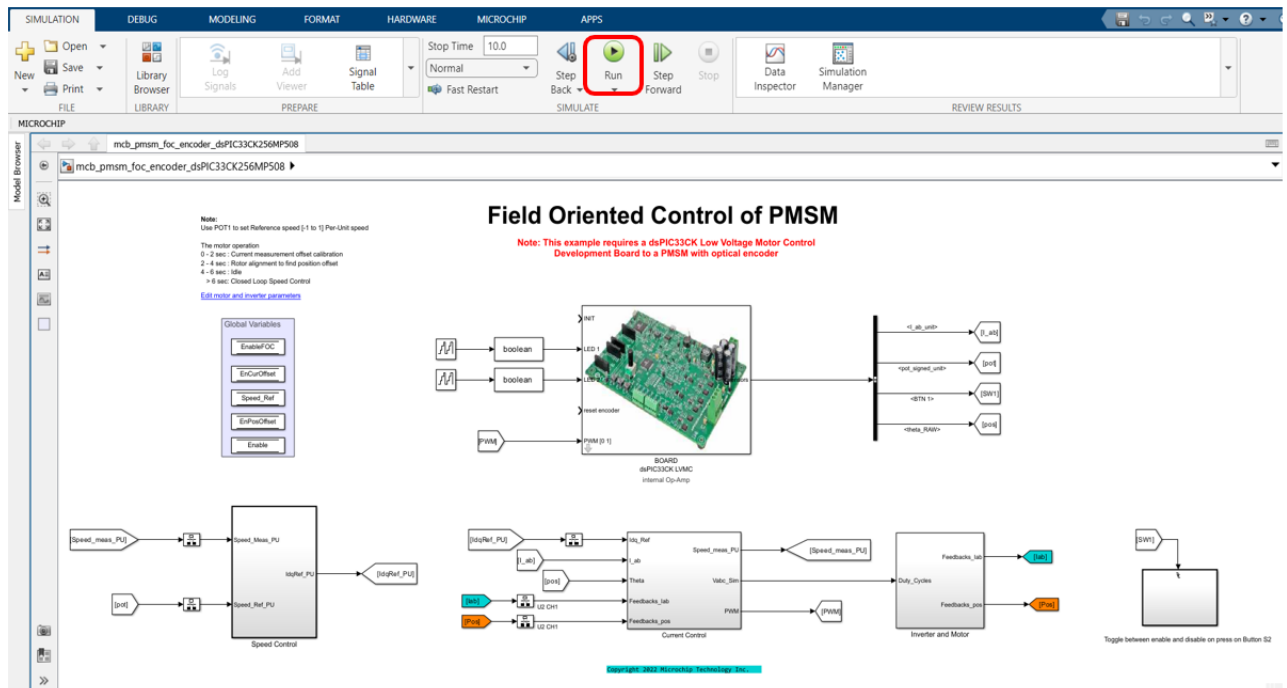 SIMULATION DEBUG MODELING FORMAT HARDWARE MICROCHIP APPS
New
Open
Save
Print
FILE
Library
Browser
LIBRARY
Log
Signals
Add
Viewer
Signal
Table
PREPARE
Stop Time 10.0
Normal
Fast Restart
Step
Back
Run
Step
Forward
Stop
SIMULATE
Data
Inspector
Simulation
Manager
REVIEW RESULTS
MICROCHIP
Model Browser
mcb_pmsm_foc_encoder_dsPIC33CK256MP508
mcb_pmsm_foc_encoder_dsPIC33CK256MP508
Field Oriented Control of PMSM
Note: This example requires a dsPIC33CK Low Voltage Motor Control
Development Board to a PMSM with optical encoder
Note:
Use POT1 to set Reference speed [-1 to 1] Per-Unit speed
The motor operation
0 - 2 sec : Current measurement offset calibration
2 - 4 sec : Rotor alignment to find position offset
4 - 6 sec : Idle
> 6 sec: Closed Loop Speed Control
Edit motor and inverter parameters
Global Variables
EnableFOC
EnCurOffset
Speed_Ref
EnPosOffset
Enable
boolean
boolean
[PWM]
INIT
LED 1
LED 2
reset encoder
PWM [0 1]
BOARD
dsPIC33CK LVMC
internal Op-Amp
<I_ab_unit>
[I_ab]
<pot_signed_unit>
[pot]
<BTN 1>
[SW1]
<theta_RAW>
[pos]
[Speed_meas_PU]
[pot]
Speed_Meas_PU
Speed_Ref_PU
IdqRef_PU
[IdqRef_PU]
Speed Control
[IdqRef_PU]
[I_ab]
[pos]
[Iab]
[Pos]
U2 CH1
U2 CH1
Idq_Ref
I_ab
Theta
Feedbacks_Iab
Feedbacks_pos
Speed_meas_PU
Vabc_Sim
PWM
Current Control
[Speed_meas_PU]
[PWM]
Duty_Cycles
Feedbacks_Iab
Feedbacks_pos
Inverter and Motor
[Iab]
[Pos]
[SW1]
Toggle between enable and disable on press on Button S2
Copyright 2022 Microchip Technology Inc.